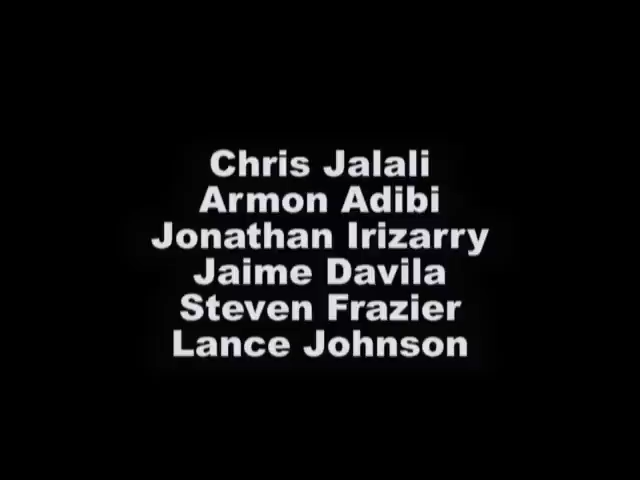 Chris Jalali
Armon Adibi
Jonathan Irizarry
Jaime Davila
Steven Frazier
Lance Johnson